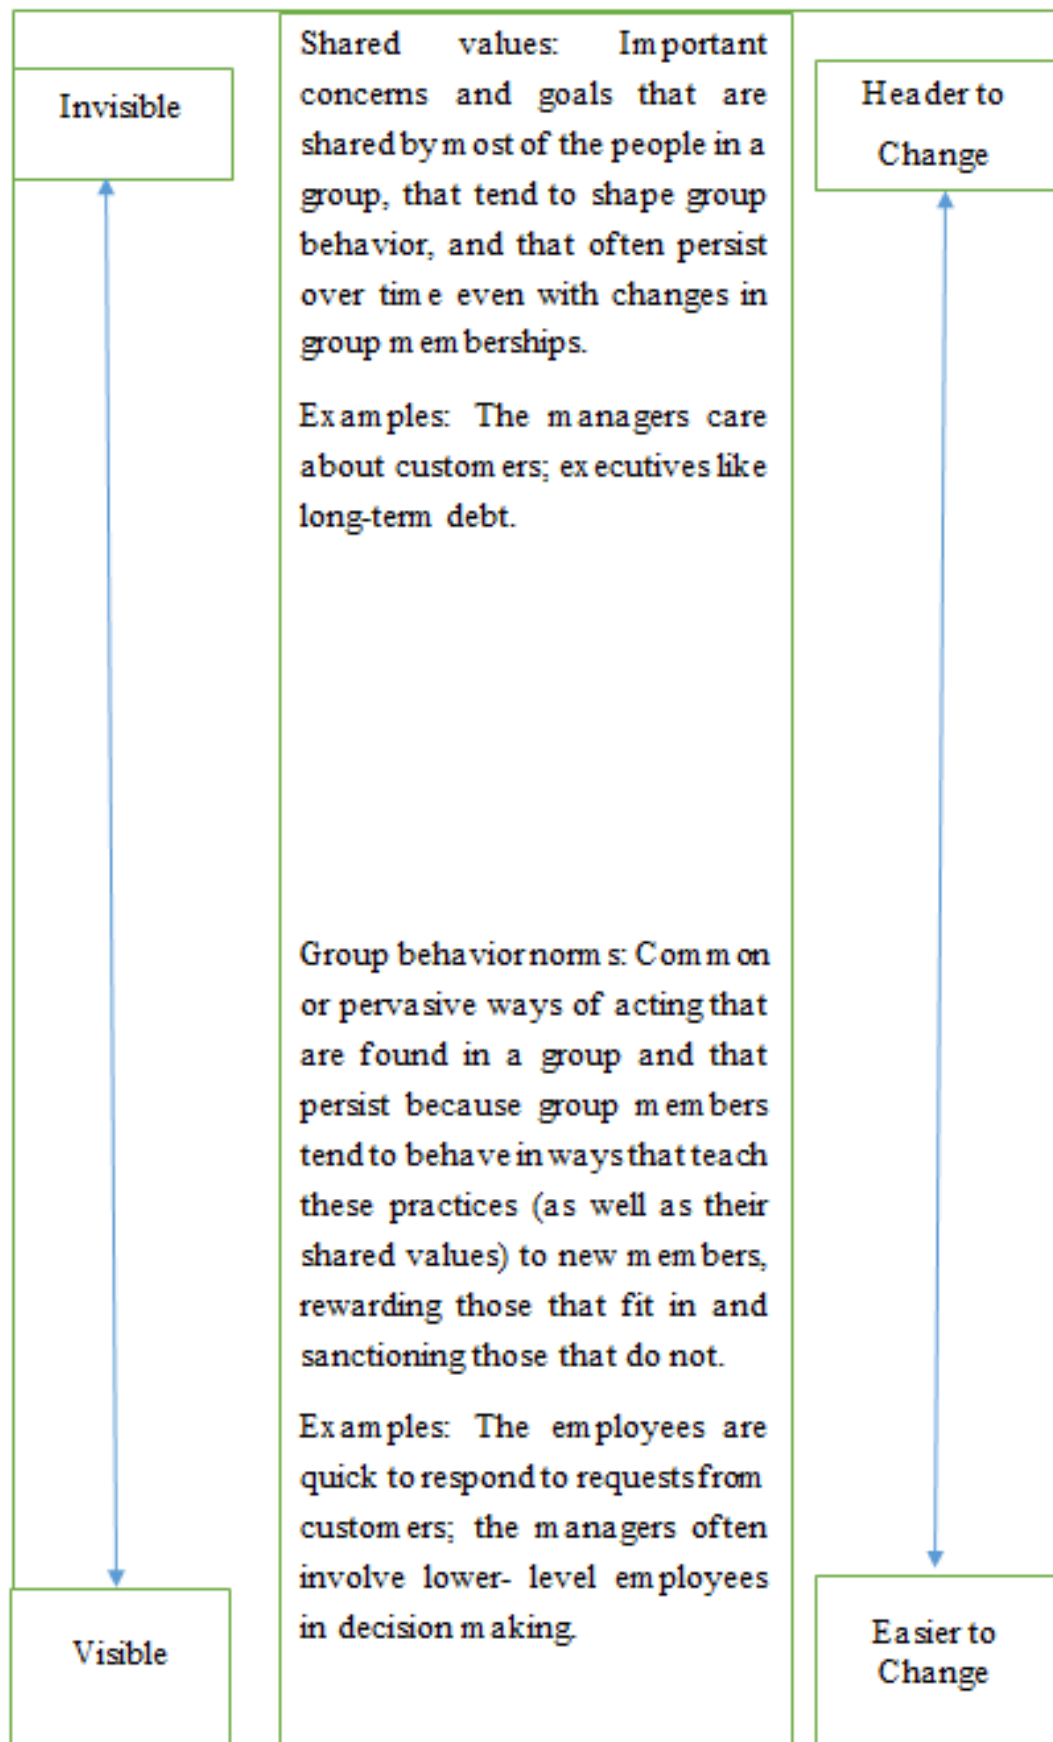 Invisible
Shared values: Important
concerns and goals that are
shared by most of the people in a
group, that tend to shape group
behavior, and that often persist
over time even with changes in
group memberships.
Examples: The managers care
about customers; executives like
long-term debt.
Header to
Change
Group behavior norms: Common
or pervasive ways of acting that
are found in a group and that
persist because group members
tend to behave in ways that teach
these practices (as well as their
shared values) to new members,
rewarding those that fit in and
sanctioning those that do not.
Examples: The employees are
quick to respond to requests from
customers; the managers often
involve lower- level employees
in decision making.
Visible
Easier to
Change